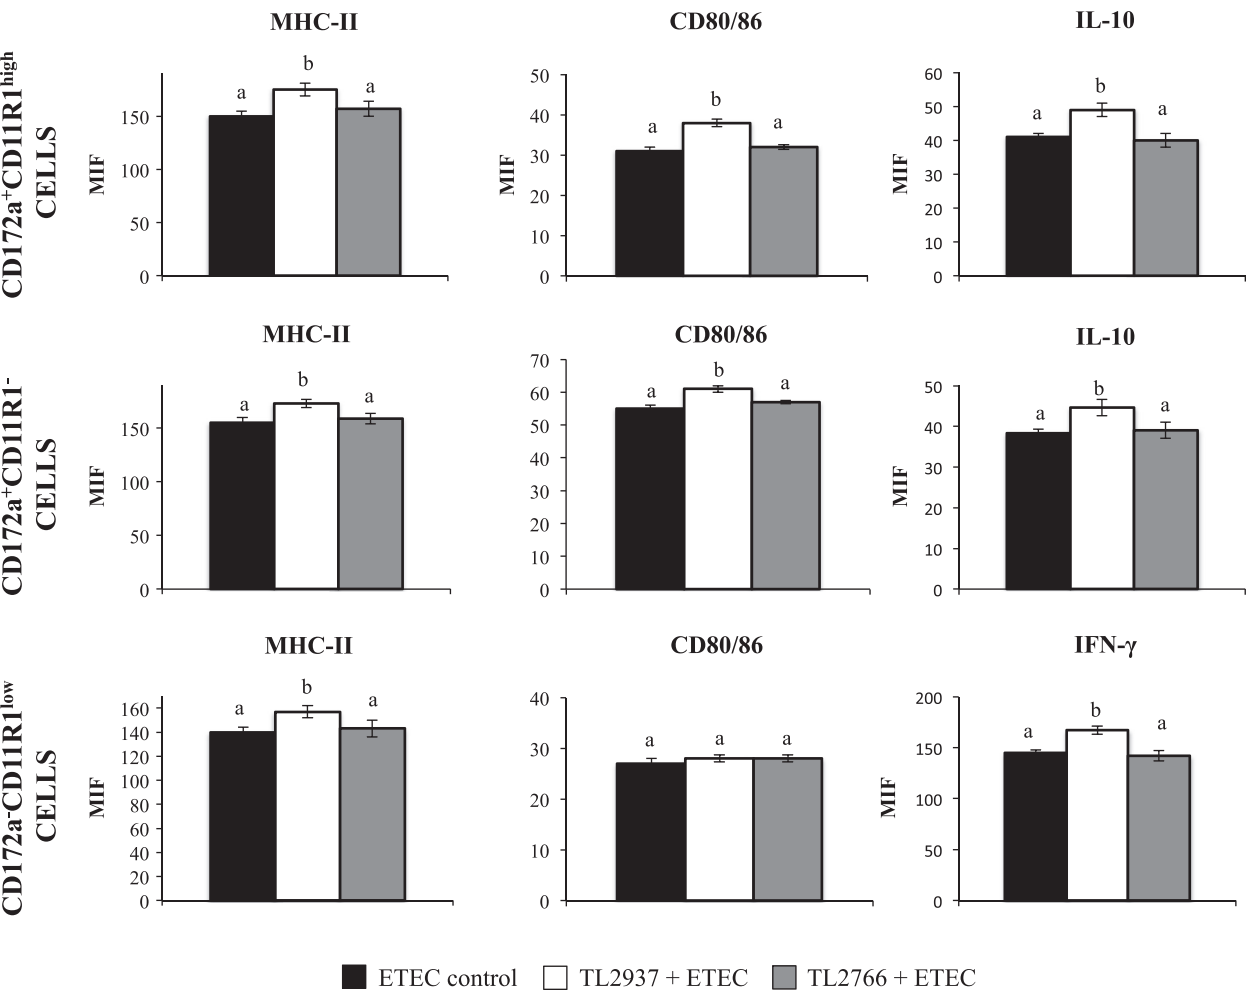 MHC-II
CD80/86
IL-10
CD172a+CD11R1high
CELLS
MIF
150
100
50
0
a
b
a
MIF
50
40
30
20
10
0
a
b
a
MIF
60
50
40
30
20
10
0
a
b
a
MHC-II
CD80/86
IL-10
CD172a+CD11R1-
CELLS
MIF
150
100
50
0
a
b
a
70
60
50
40
30
20
10
0
a
b
a
MIF
50
40
30
20
10
0
a
b
a
MHC-II
CD80/86
IFN-γ
CD172a-CD11R1low
CELLS
MIF
160
140
120
100
80
60
40
20
0
a
b
a
40
30
20
10
0
a
a
a
MIF
200
150
100
50
0
a
b
a
ETEC control TL2937 + ETEC TL2766 + ETEC